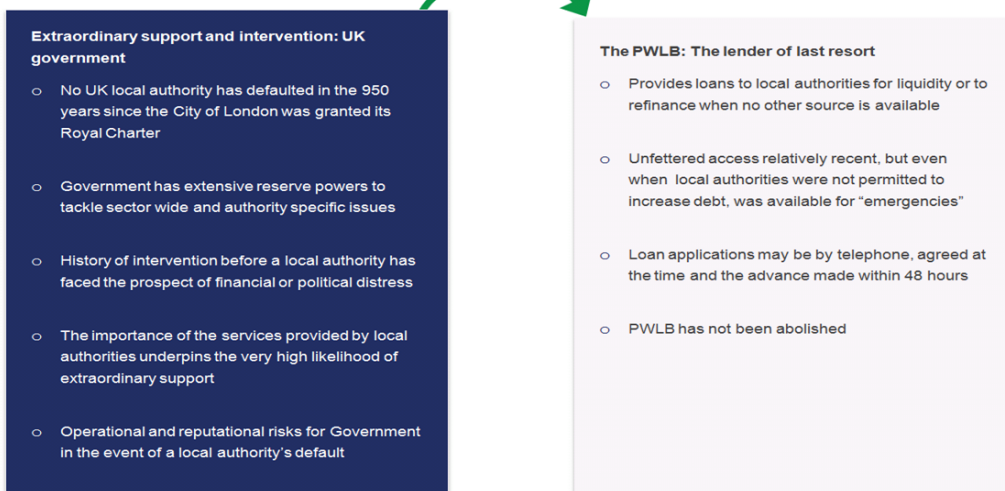 Extraordinary support and intervention: UK
government
o No UK local authority has defaulted in the 950
years since the City of London was granted its
Royal Charter
o Government has extensive reserve powers to
tackle sector wide and authority specific issues
o History of intervention before a local authority has
faced the prospect of financial or political distress
o The importance of the services provided by local
authorities underpins the very high likelihood of
extraordinary support
o Operational and reputational risks for Government
in the event of a local authority's default
The PWLB: The lender of last resort
o Provides loans to local authorities for liquidity or to
refinance when no other source is available
o Unfettered access relatively recent, but even
when local authorities were not permitted to
increase debt, was available for “emergencies”
o Loan applications may be by telephone, agreed at
the time and the advance made within 48 hours
o PWLB has not been abolished